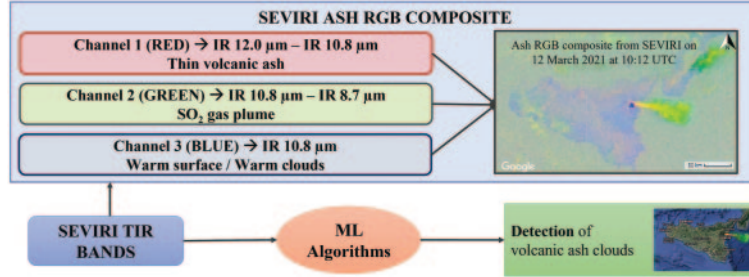 SEVIRI ASH RGB COMPOSITE
Channel 1 (RED) → IR 12.0 µm – IR 10.8 µm
Thin volcanic ash
Channel 2 (GREEN) → IR 10.8 µm – IR 8.7 µm
SO₂ gas plume
Channel 3 (BLUE) → IR 10.8 µm
Warm surface / Warm clouds
Ash RGB composite from SEVIRI on
12 March 2021 at 10:12 UTC
Google
SEVIRI TIR
BANDS
ML
Algorithms
Detection of
volcanic ash clouds